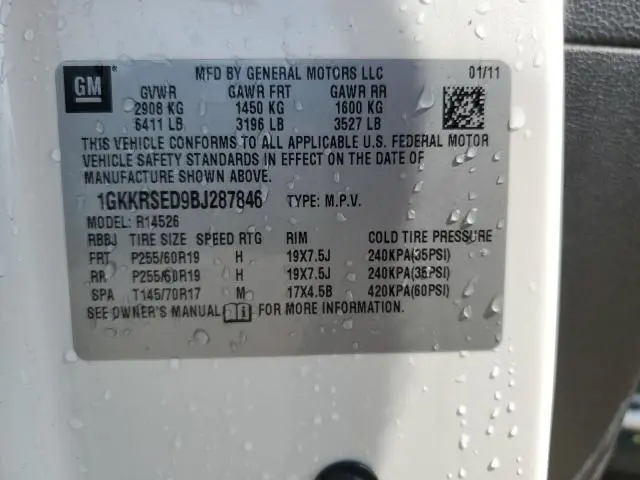 GM ® MFD BY GENERAL MOTORS LLC 01/11
GVWR GAWR FRT GAWR RR
2908 KG 1450 KG 1600 KG
6411 LB 3196 LB 3527 LB
THIS VEHICLE CONFORMS TO ALL APPLICABLE U.S. FEDERAL MOTOR
VEHICLE SAFETY STANDARDS IN EFFECT ON THE DATE OF
MANUFACTURE SHOWN ABOVE.
1GKKRSED9BJ287846 TYPE: M.P.V.
MODEL: R14526
RBBJ TIRE SIZE SPEED RTG RIM COLD TIRE PRESSURE
FRT P255/60R19 H 19X7.5J 240KPA(35PSI)
RR P255/60R19 H 19X7.5J 240KPA(35PSI)
SPA T145/70R17 M 17X4.5B 420KPA(60PSI)
SEE OWNER'S MANUAL FOR MORE INFORMATION.